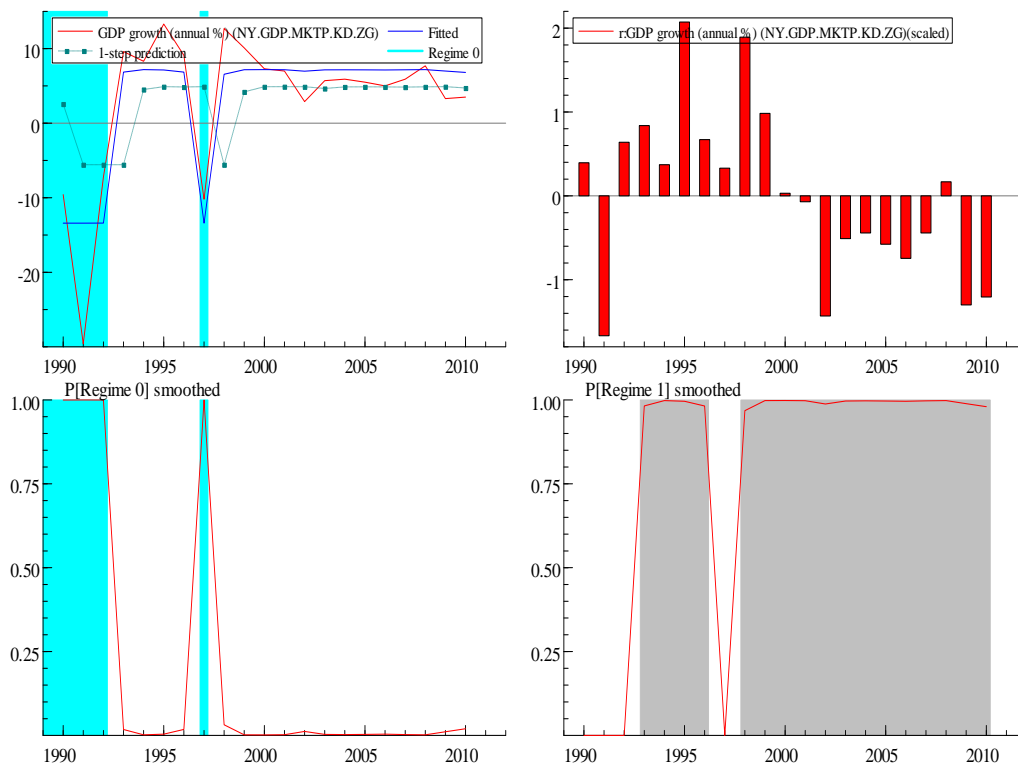 GDP growth (annual %) (NY.GDP.MKTP.KD.ZG) Fitted
1-step prediction Regime 0
10
0
-10
-20
1990 1995 2000 2005 2010
r:GDP growth (annual %) (NY.GDP.MKTP.KD.ZG)(scaled)
2
1
0
-1
1990 1995 2000 2005 2010
P[Regime 0] smoothed
1.00
0.75
0.50
0.25
1990 1995 2000 2005 2010
P[Regime 1] smoothed
1.00
0.75
0.50
0.25
1990 1995 2000 2005 2010